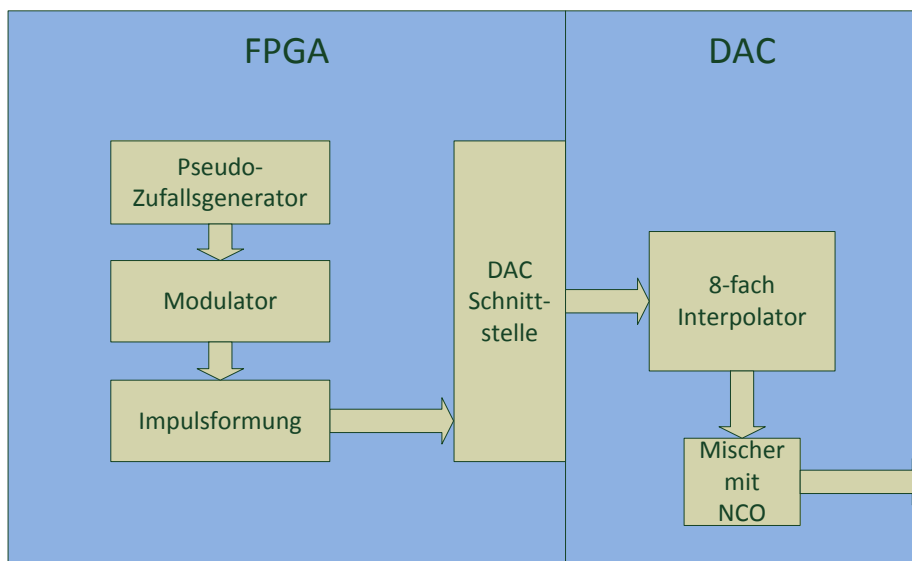 FPGA
DAC
Pseudo-
Zufallsgenerator
Modulator
Impulsformung
DAC
Schnitt-
stelle
8-fach
Interpolator
Mischer
mit
NCO